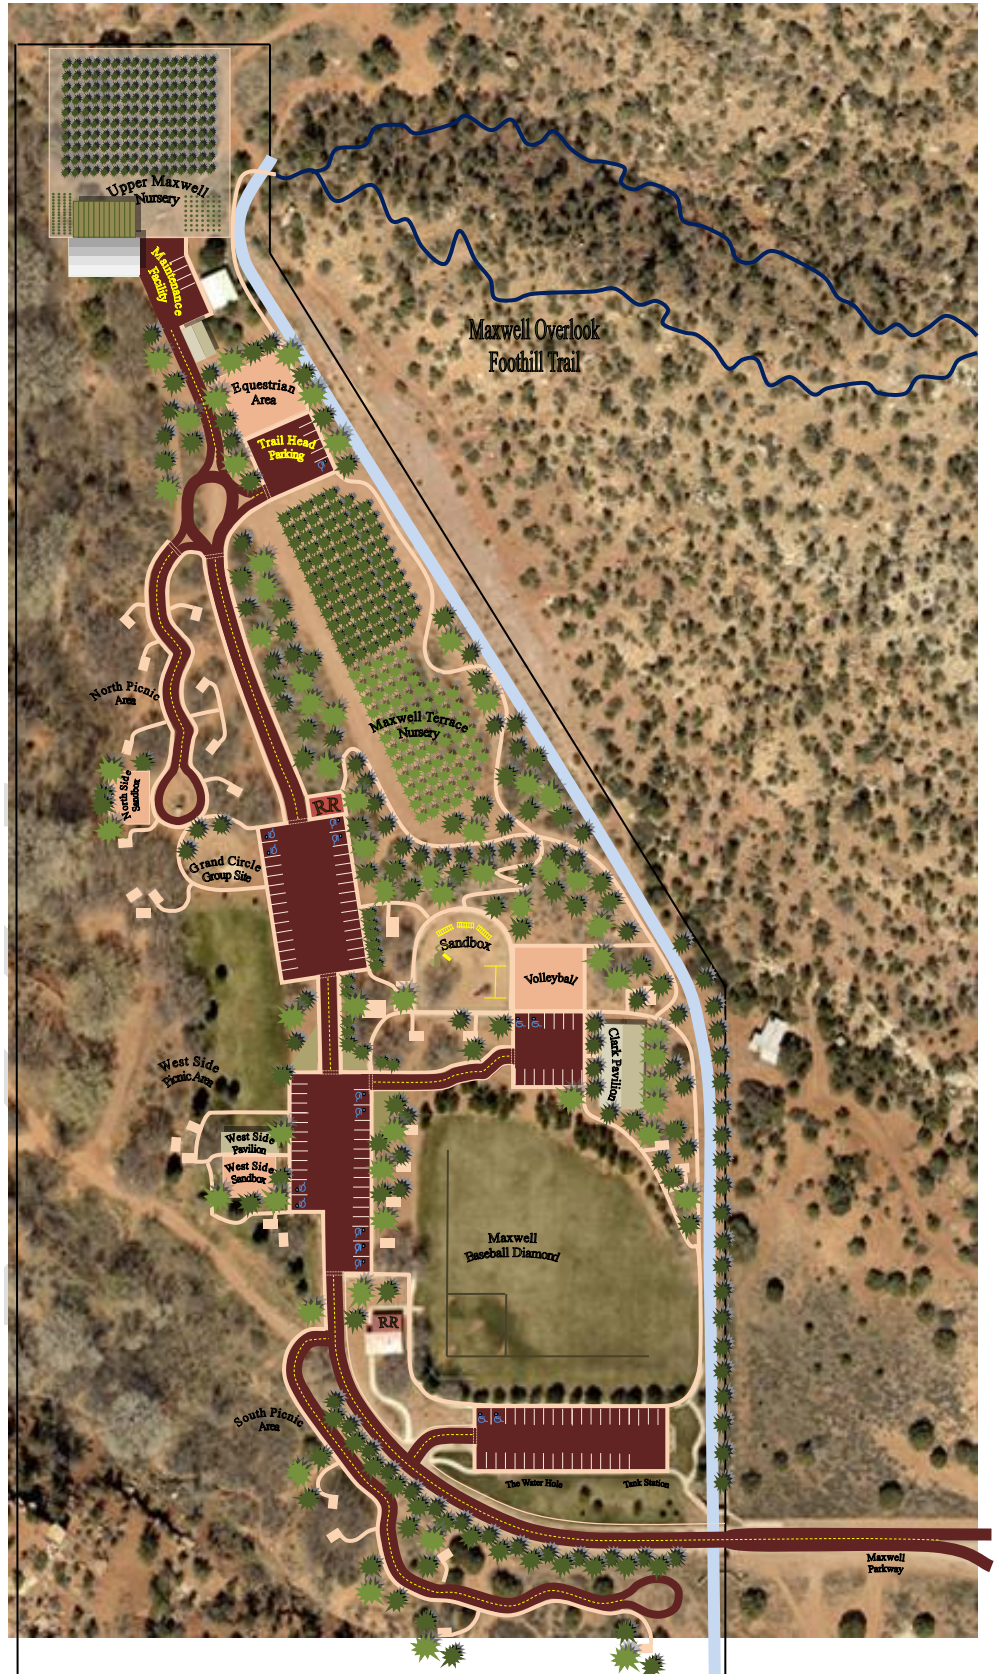 Upper Maxwell
Nursery
Maintenance
Facility
Maxwell Overlook
Foothill Trail
Equestrian
Area
Trail Head
Parking
North Picnic
Area
Maxwell Terrace
Nursery
North Side
Sandbox
RR
Grand Circle
Group Site
Sandbox
Volleyball
Clark Pavilion
West Side
Picnic Area
West Side
Pavilion
West Side
Sandbox
Maxwell
Baseball Diamond
RR
South Picnic
Area
The Water Hole
Tank Station
Maxwell
Parkway